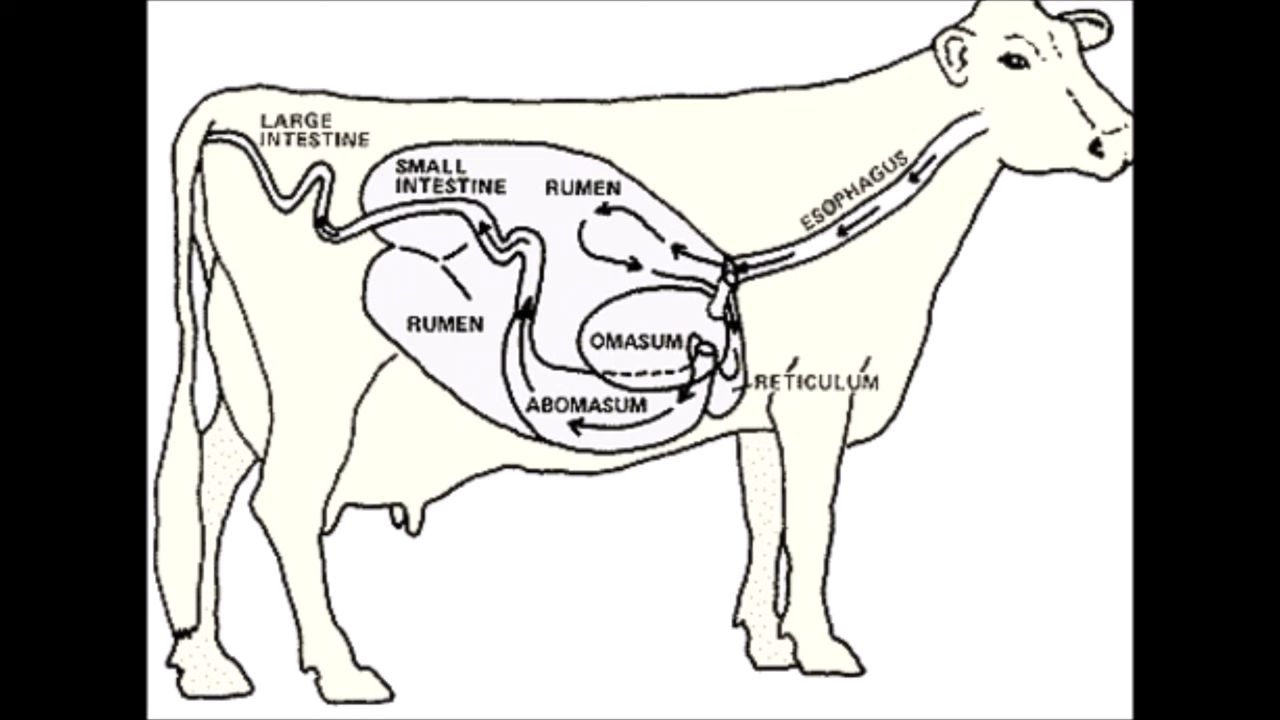 LARGE
INTESTINE
SMALL
INTESTINE
RUMEN
ESOPHAGUS
RUMEN
OMASUM
RETICULUM
ABOMASUM